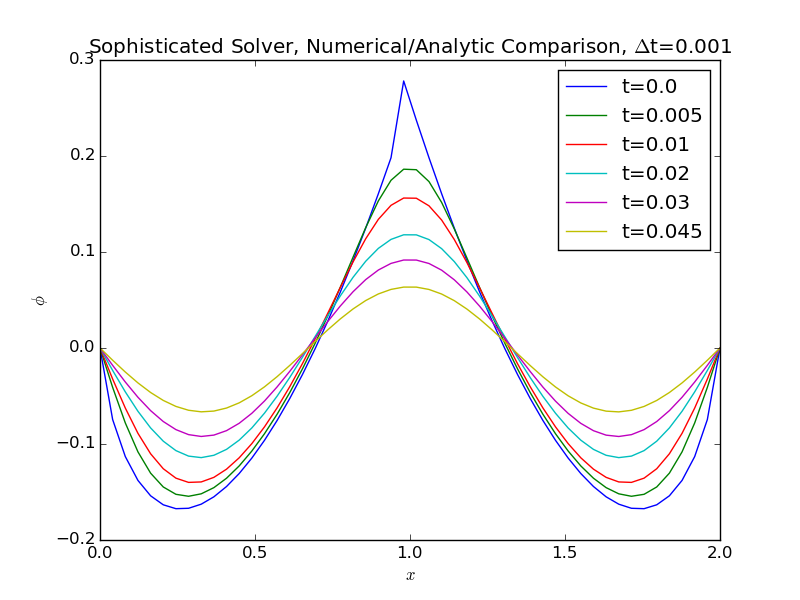 Sophisticated Solver, Numerical/Analytic Comparison, Δt=0.001
0.3
0.2
0.1
0.0
−0.1
−0.2
ϕ
t=0.0
t=0.005
t=0.01
t=0.02
t=0.03
t=0.045
0.0 0.5 1.0 1.5 2.0
x